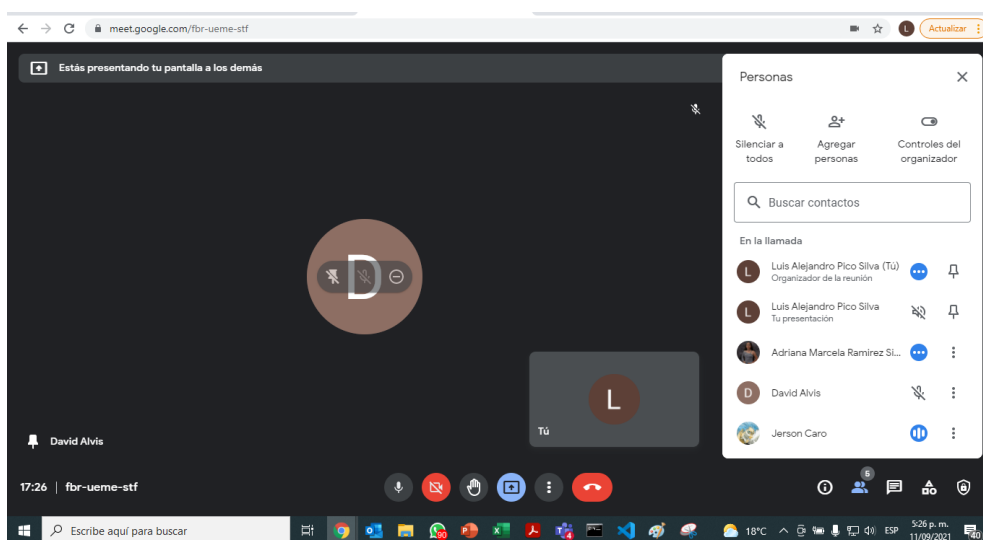 meet.google.com/fbr-ueme-stf
L
Actualizar
Estás presentando tu pantalla a los demás
Personas
Silenciar a todos
Agregar personas
Controles del organizador
Buscar contactos
En la llamada
L
Luis Alejandro Pico Silva (Tú)
Organizador de la reunión
L
Luis Alejandro Pico Silva
Tu presentación
Adriana Marcela Ramirez Si...
D
David Alvis
Jerson Caro
D
L
Tú
David Alvis
17:26 | fbr-ueme-stf
6
Escribe aquí para buscar
18°C
ESP
5:26 p. m.
11/09/2021